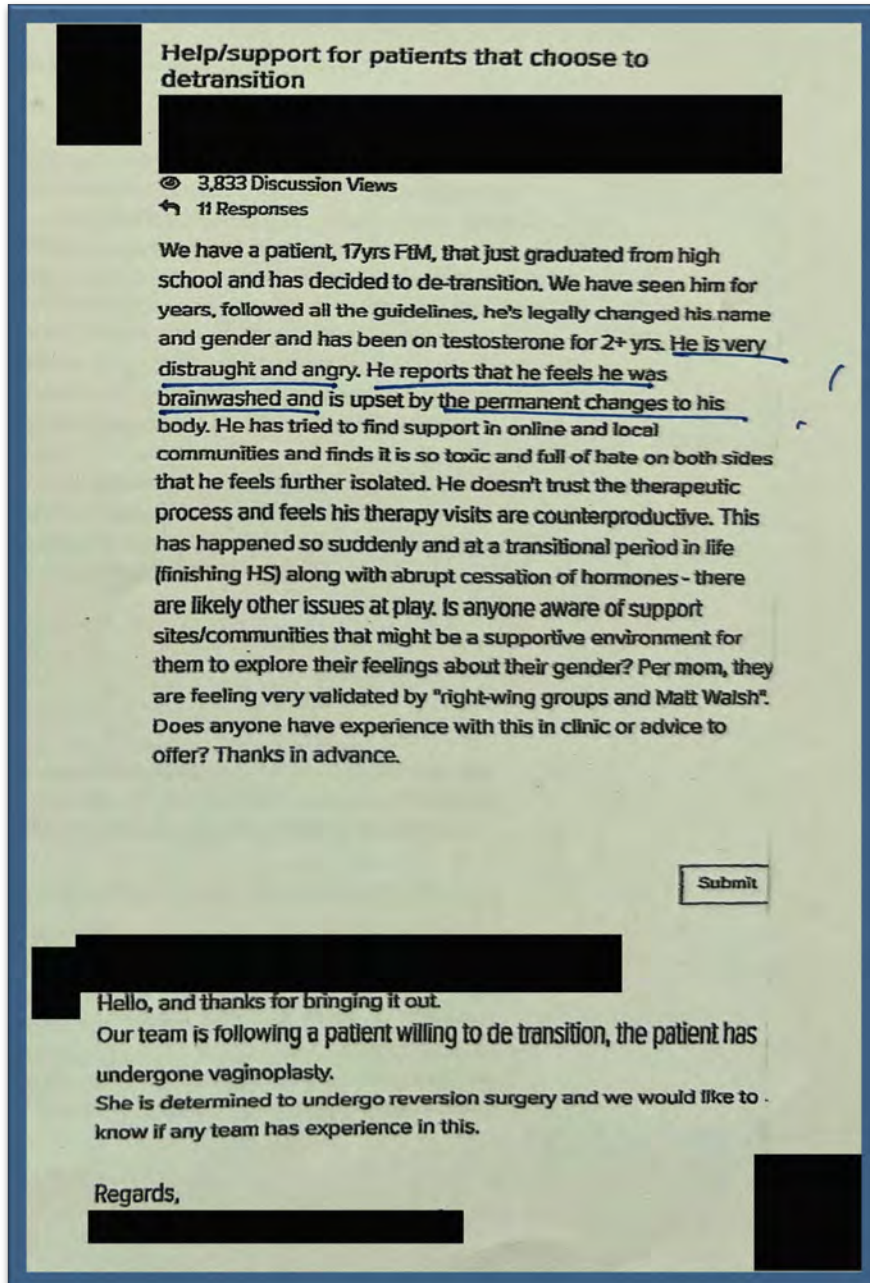 Help/support for patients that choose to
detransition
3,833 Discussion Views
11 Responses
We have a patient, 17yrs FtM, that just graduated from high
school and has decided to de-transition. We have seen him for
years, followed all the guidelines, he's legally changed his name
and gender and has been on testosterone for 2+ yrs. He is very
distraught and angry. He reports that he feels he was
brainwashed and is upset by the permanent changes to his
body. He has tried to find support in online and local
communities and finds it is so toxic and full of hate on both sides
that he feels further isolated. He doesn't trust the therapeutic
process and feels his therapy visits are counterproductive. This
has happened so suddenly and at a transitional period in life
(finishing HS) along with abrupt cessation of hormones - there
are likely other issues at play. Is anyone aware of support
sites/communities that might be a supportive environment for
them to explore their feelings about their gender? Per mom, they
are feeling very validated by "right-wing groups and Matt Walsh".
Does anyone have experience with this in clinic or advice to
offer? Thanks in advance.
Submit
Hello, and thanks for bringing it out.
Our team is following a patient willing to de transition, the patient has
undergone vaginoplasty.
She is determined to undergo reversion surgery and we would like to
know if any team has experience in this.
Regards,